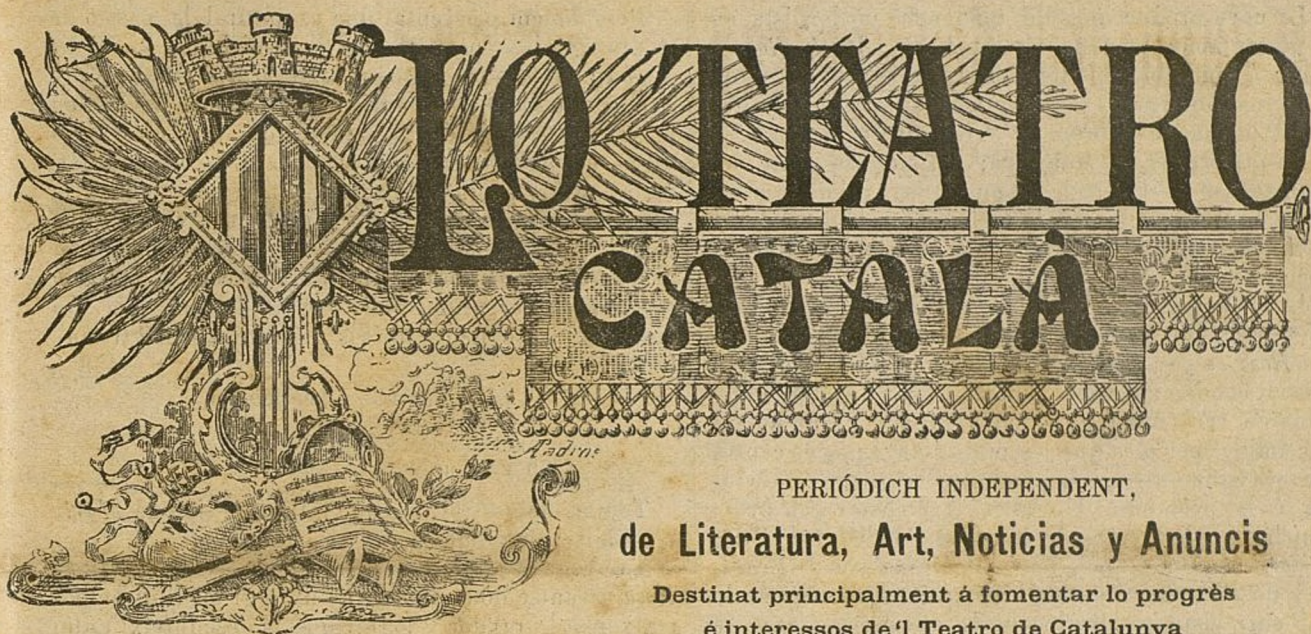 LO TEATRO
CATALÀ
PERIÓDICH INDEPENDENT,
de Literatura, Art, Noticias y Anuncis
Destinat principalment á fomentar lo progrès
é interessos de'l Teatro de Catalunya